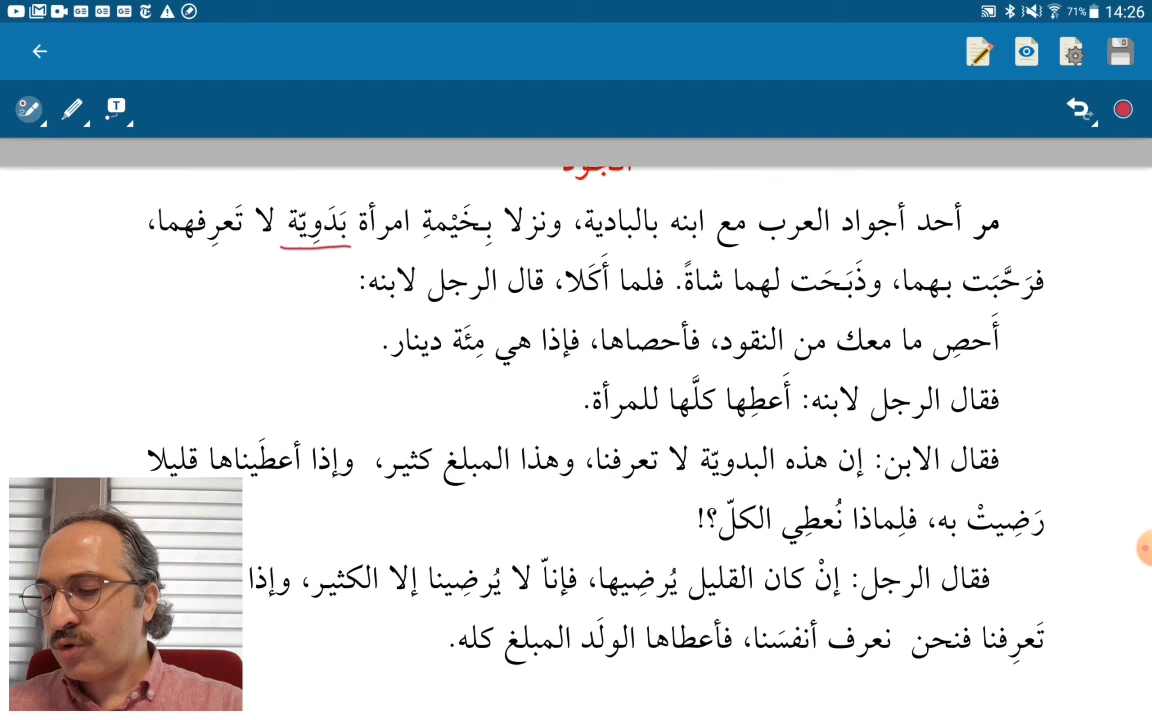 71% 14:26
T
الجود
مر أحد أجواد العرب مع ابنه بالبادية، ونزلا بِخَيْمةِ امرأة بَدَوِيّة لا تَعرِفهما،
فرَحَّبَت بهما، وذَبَحَت لهما شاةً. فلما أَكَلا، قال الرجل لابنه:
أَحصِ ما معك من النقود، فأحصاها، فإذا هي مِئَة دينار.
فقال الرجل لابنه: أَعطِها كلَّها للمرأة.
فقال الابن: إن هذه البدويّة لا تعرفنا، وهذا المبلغ كثير، وإذا أعطَيناها قليلا
رَضِيتْ به، فلِماذا نُعطِي الكلّ؟!
فقال الرجل: إنْ كان القليل يُرضِيها، فإناّ لا يُرضِينا إلا الكثير، وإذا
تَعرِفنا فنحن نعرف أنفسَنا، فأعطاها الولَد المبلغ كله.